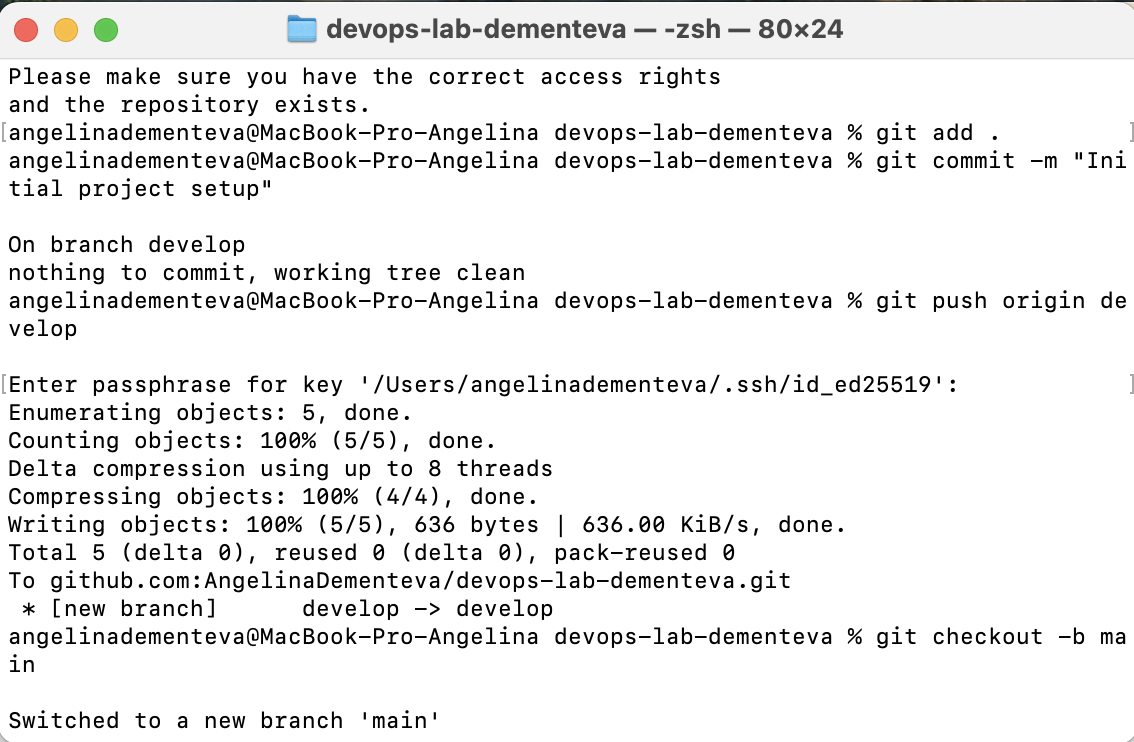 devops-lab-dementeva — -zsh — 80×24
Please make sure you have the correct access rights
and the repository exists.
[angelinadementeva@MacBook-Pro-Angelina devops-lab-dementeva % git add .          ]
angelinadementeva@MacBook-Pro-Angelina devops-lab-dementeva % git commit -m "Ini
tial project setup"
On branch develop
nothing to commit, working tree clean
angelinadementeva@MacBook-Pro-Angelina devops-lab-dementeva % git push origin de
velop
[Enter passphrase for key '/Users/angelinadementeva/.ssh/id_ed25519':             ]
Enumerating objects: 5, done.
Counting objects: 100% (5/5), done.
Delta compression using up to 8 threads
Compressing objects: 100% (4/4), done.
Writing objects: 100% (5/5), 636 bytes | 636.00 KiB/s, done.
Total 5 (delta 0), reused 0 (delta 0), pack-reused 0
To github.com:AngelinaDementeva/devops-lab-dementeva.git
 * [new branch]      develop -> develop
angelinadementeva@MacBook-Pro-Angelina devops-lab-dementeva % git checkout -b ma
in
Switched to a new branch 'main'